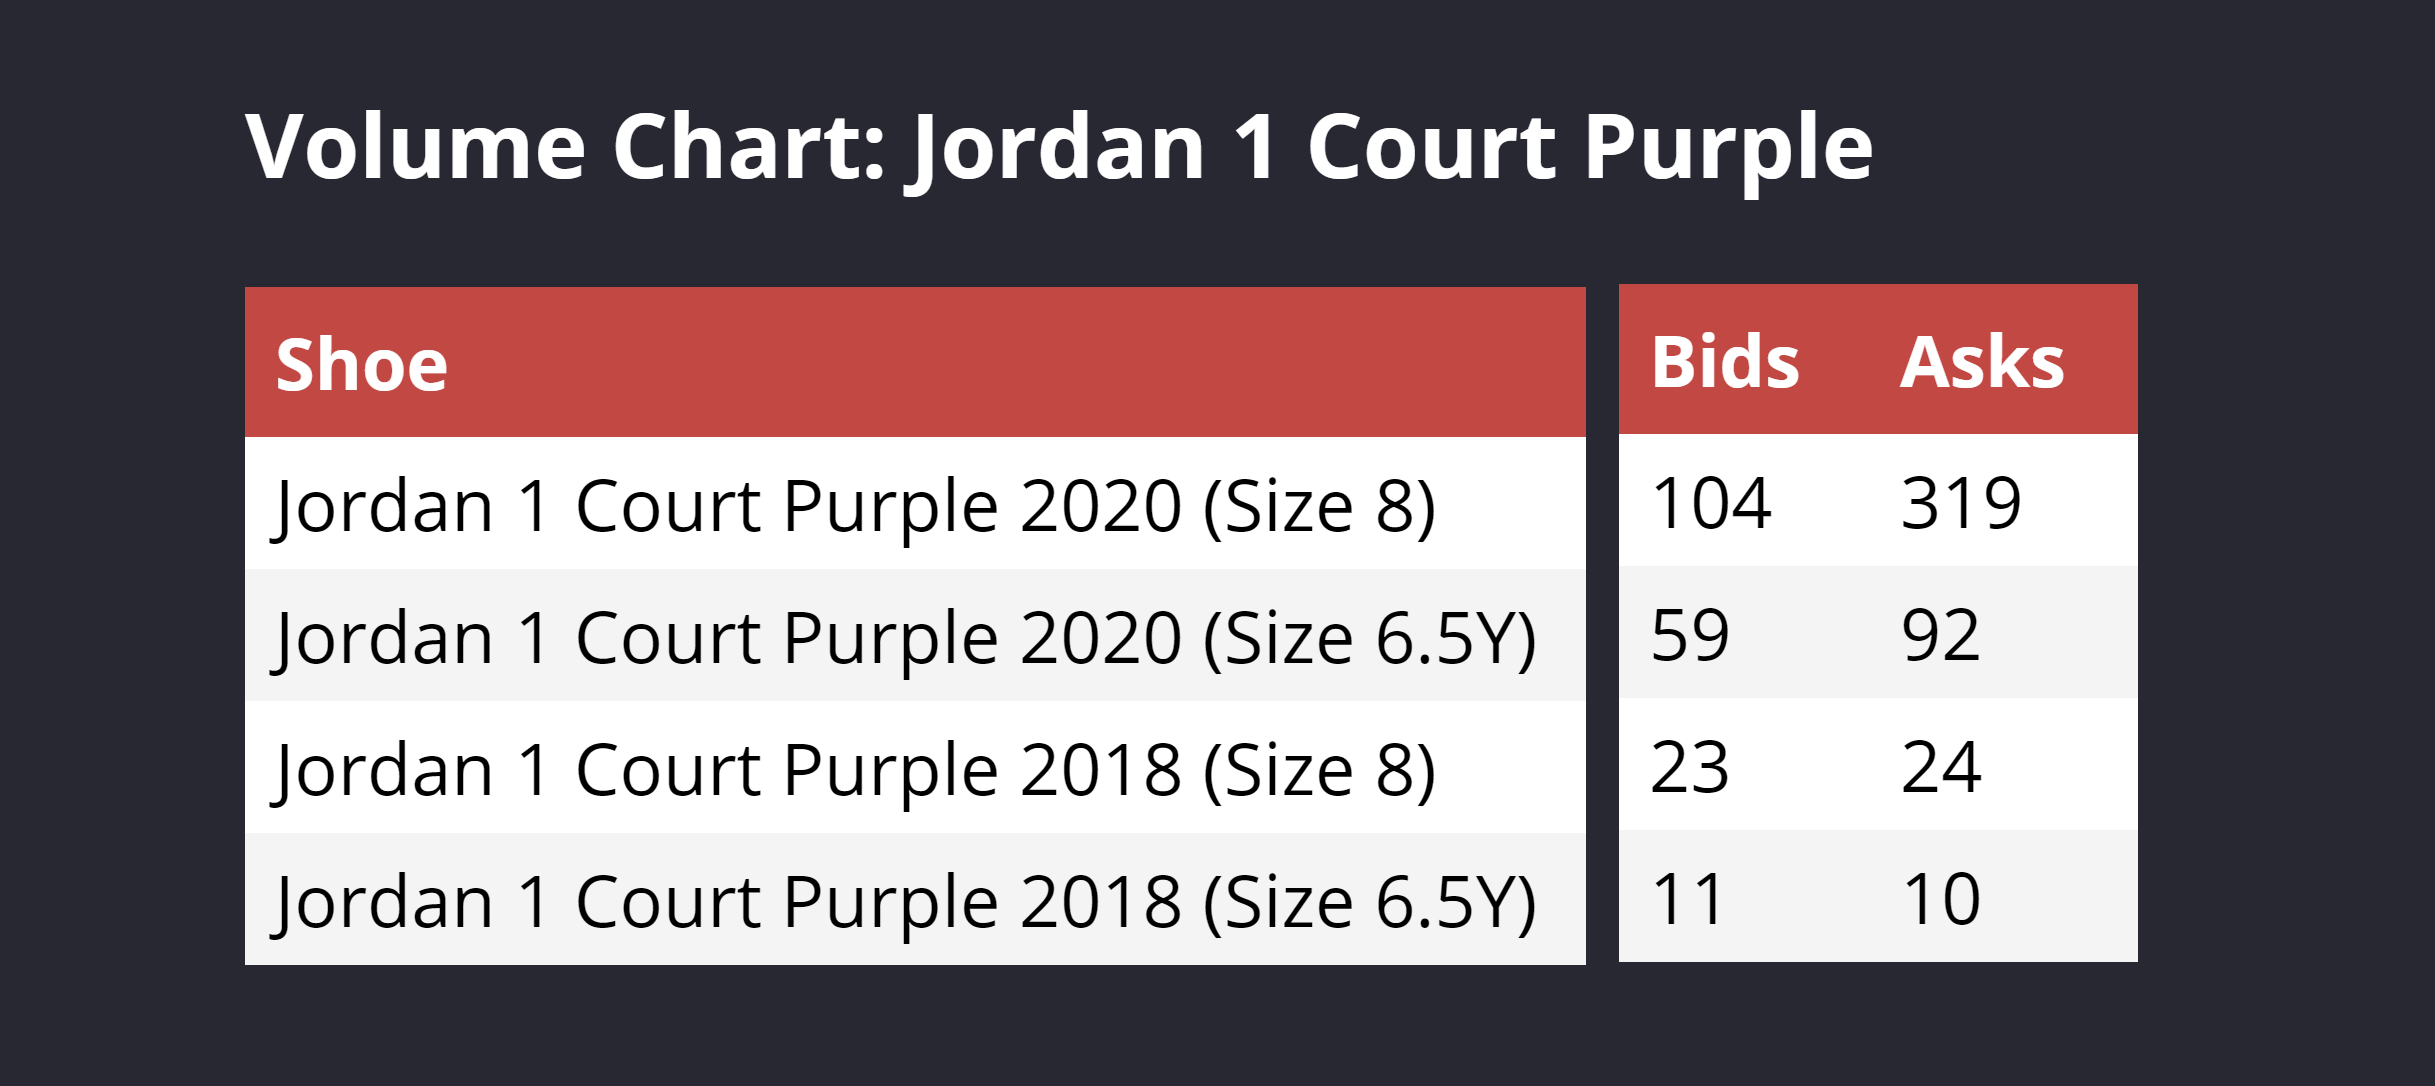 Volume Chart: Jordan 1 Court Purple
Shoe Bids Asks
Jordan 1 Court Purple 2020 (Size 8) 104 319
Jordan 1 Court Purple 2020 (Size 6.5Y) 59 92
Jordan 1 Court Purple 2018 (Size 8) 23 24
Jordan 1 Court Purple 2018 (Size 6.5Y) 11 10